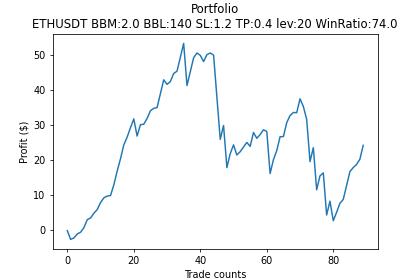 Portfolio
ETHUSDT BBM:2.0 BBL:140 SL:1.2 TP:0.4 lev:20 WinRatio:74.0
50
40
30
20
10
0
Profit ($)
0 20 40 60 80
Trade counts